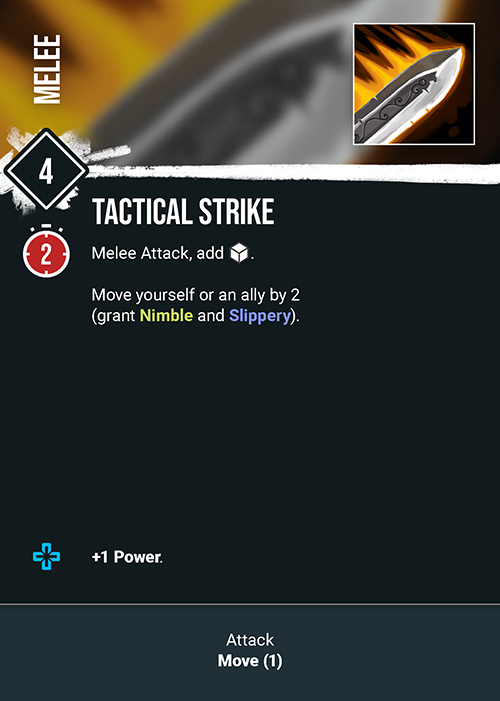 MELEE
4
TACTICAL STRIKE
2
Melee Attack, add .
Move yourself or an ally by 2
(grant Nimble and Slippery).
+1 Power.
Attack
Move (1)